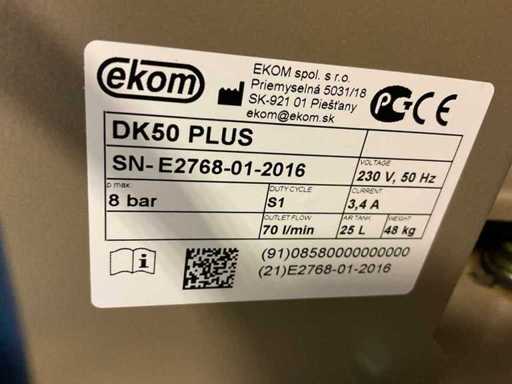 ekom
EKOM spol. s r.o.
Priemyselná 5031/18
SK-921 01 Piešťany
ekom@ekom.sk
PG CE
DK50 PLUS
SN- E2768-01-2016
VOLTAGE
230 V, 50 Hz
p max.
8 bar
DUTY CYCLE
S1
CURRENT
3,4 A
OUTLET FLOW
70 l/min
AIR TANK
25 L
WEIGHT
48 kg
(91)08580000000000
(21)E2768-01-2016